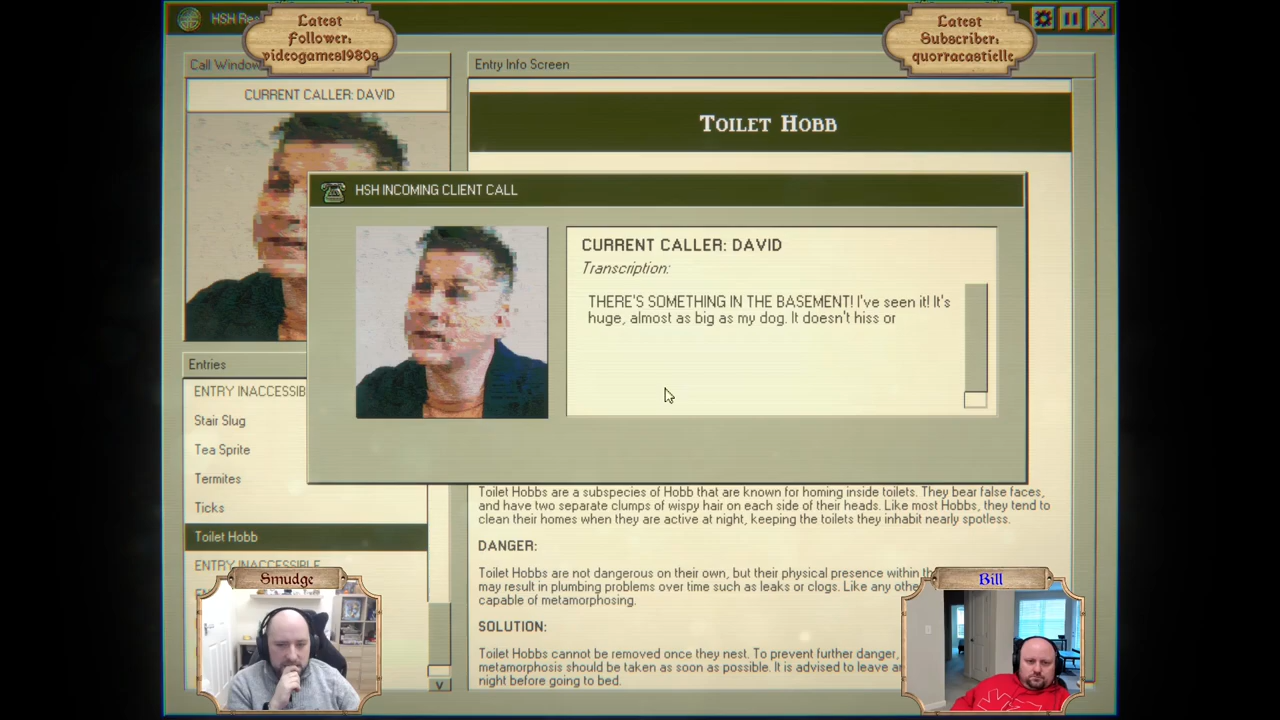 HSH
Latest
Follower:
videogames1980s
Latest
Subscriber:
quorracastielle
Call Window
Entry Info Screen
CURRENT CALLER: DAVID
Toilet Hobb
HSH INCOMING CLIENT CALL
CURRENT CALLER: DAVID
Transcription:
THERE'S SOMETHING IN THE BASEMENT! I've seen it! It's
huge, almost as big as my dog. It doesn't hiss or
Entries
ENTRY INACCESSIB
Stair Slug
Tea Sprite
Termites
Ticks
Toilet Hobb
ENTRY INACCESSIBLE
Toilet Hobbs are a subspecies of Hobb that are known for homing inside toilets. They bear false faces,
and have two separate clumps of wispy hair on each side of their heads. Like most Hobbs, they tend to
clean their homes when they are active at night, keeping the toilets they inhabit nearly spotless.
DANGER:
Toilet Hobbs are not dangerous on their own, but their physical presence within th
may result in plumbing problems over time such as leaks or clogs. Like any othe
capable of metamorphosing.
SOLUTION:
Toilet Hobbs cannot be removed once they nest. To prevent further danger,
metamorphosis should be taken as soon as possible. It is advised to leave a
night before going to bed.
Smudge
Bill
V